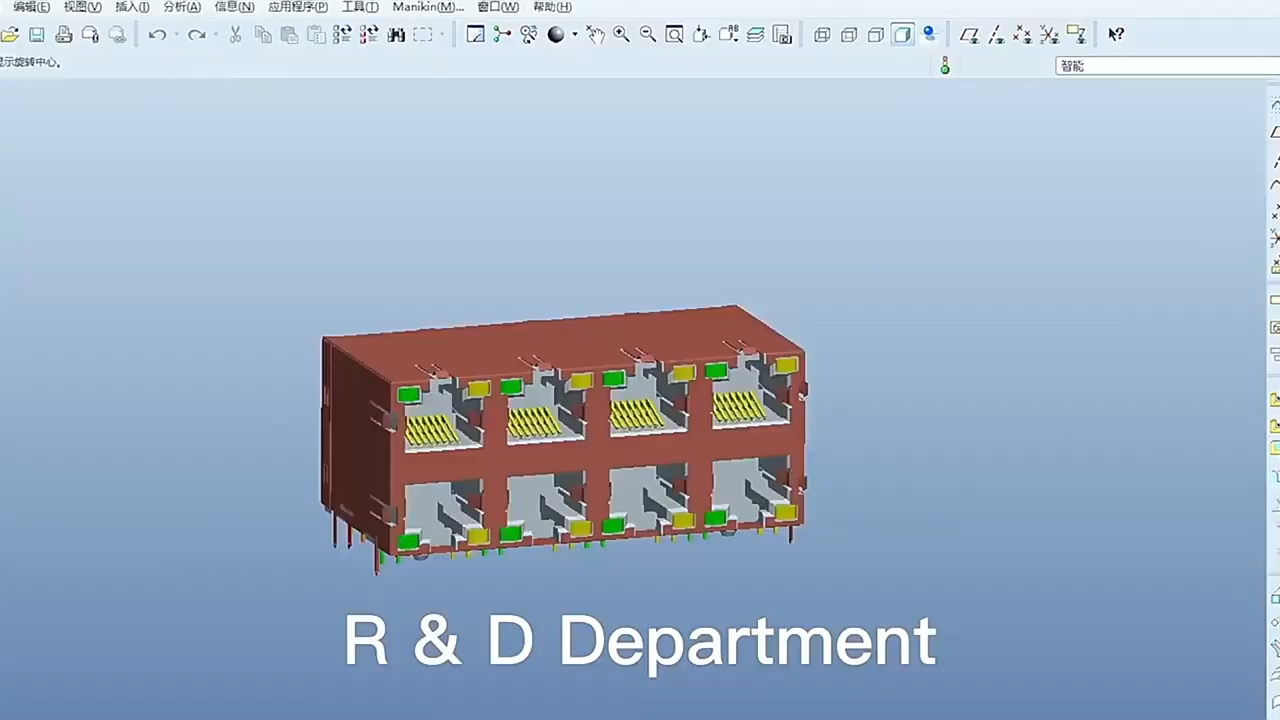 编辑(E) 视图(V) 插入(I) 分析(A) 信息(N) 应用程序(P) 工具(T) Manikin(M)... 窗口(W) 帮助(H)
显示旋转中心。
智能
R & D Department